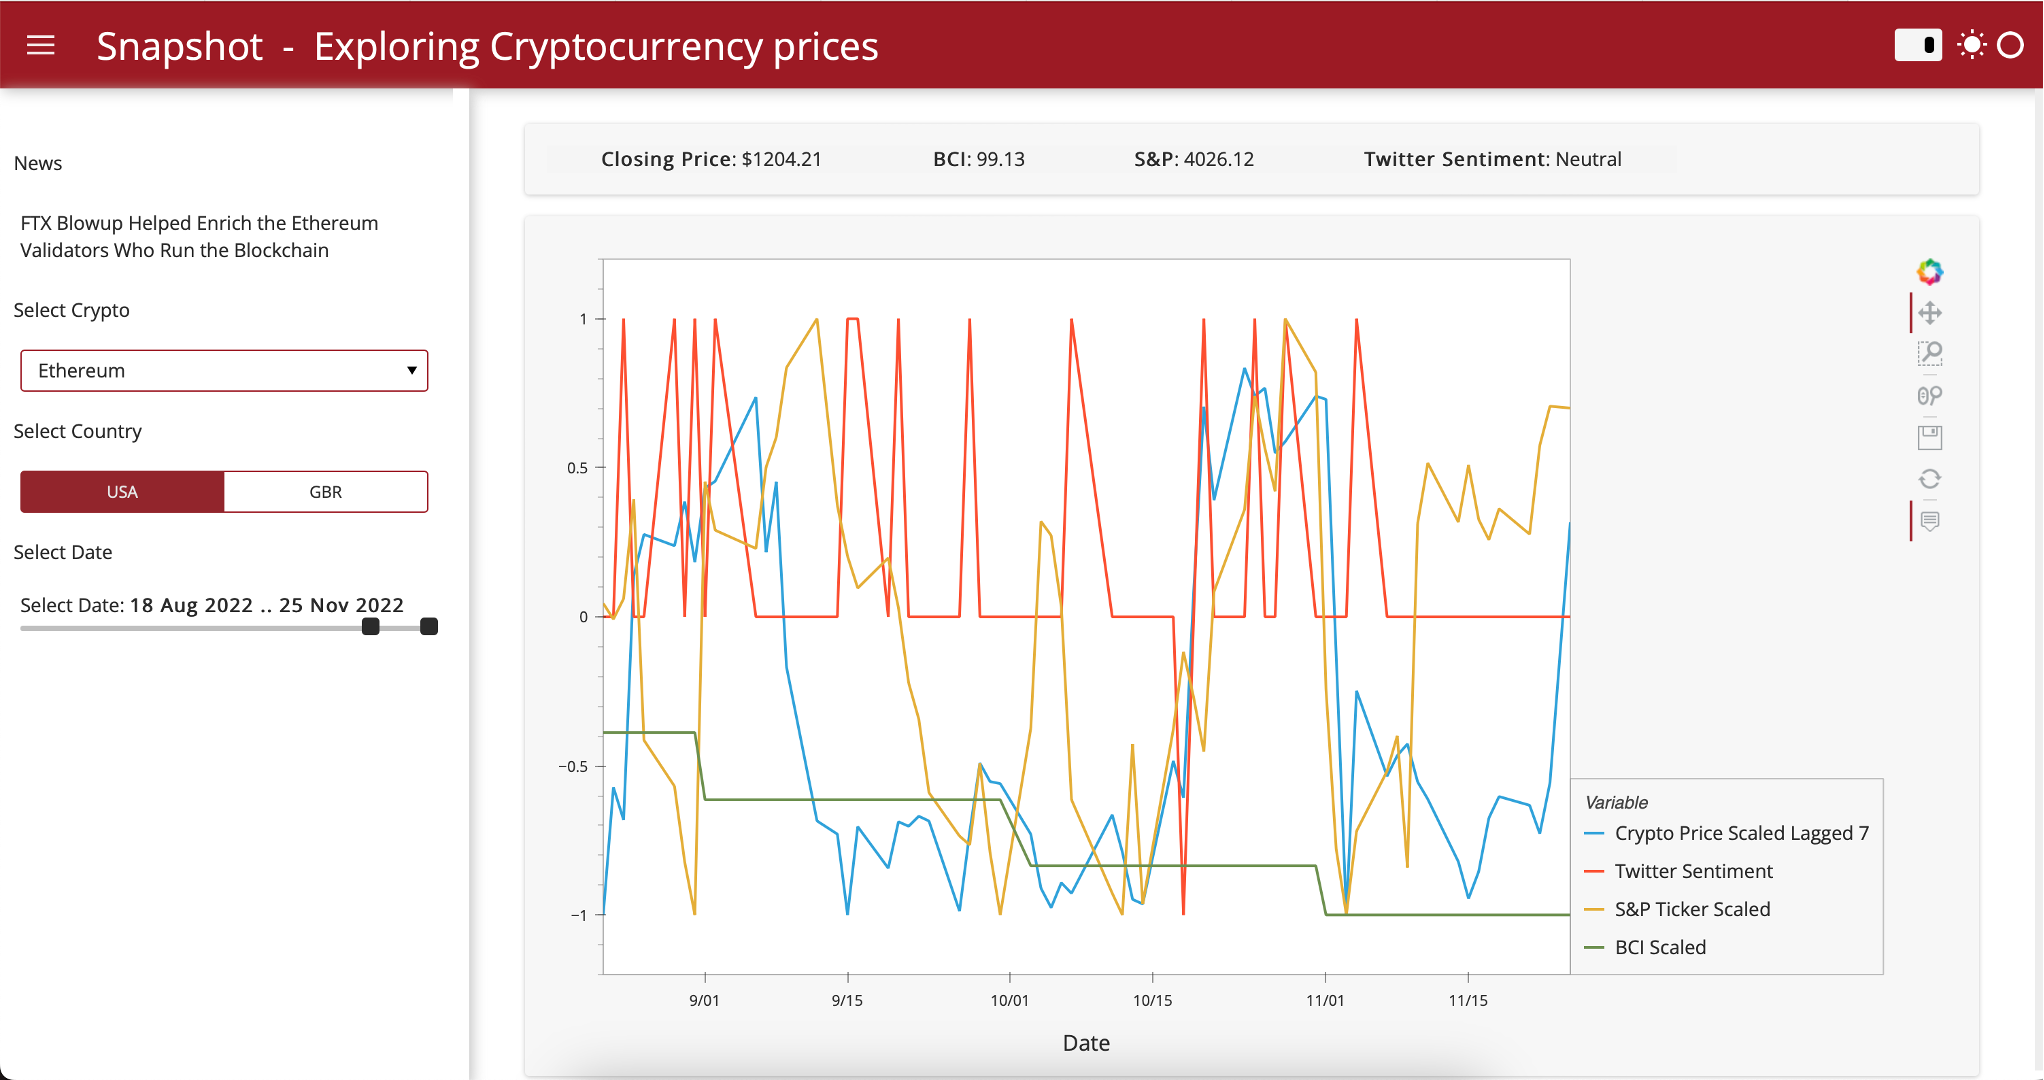 Snapshot - Exploring Cryptocurrency prices
News
FTX Blowup Helped Enrich the Ethereum
Validators Who Run the Blockchain
Select Crypto
Ethereum
Select Country
USA GBR
Select Date
Select Date: 18 Aug 2022 .. 25 Nov 2022
Closing Price: $1204.21 BCI: 99.13 S&P: 4026.12 Twitter Sentiment: Neutral
1
0.5
0
−0.5
−1
9/01 9/15 10/01 10/15 11/01 11/15
Date
Variable
Crypto Price Scaled Lagged 7
Twitter Sentiment
S&P Ticker Scaled
BCI Scaled